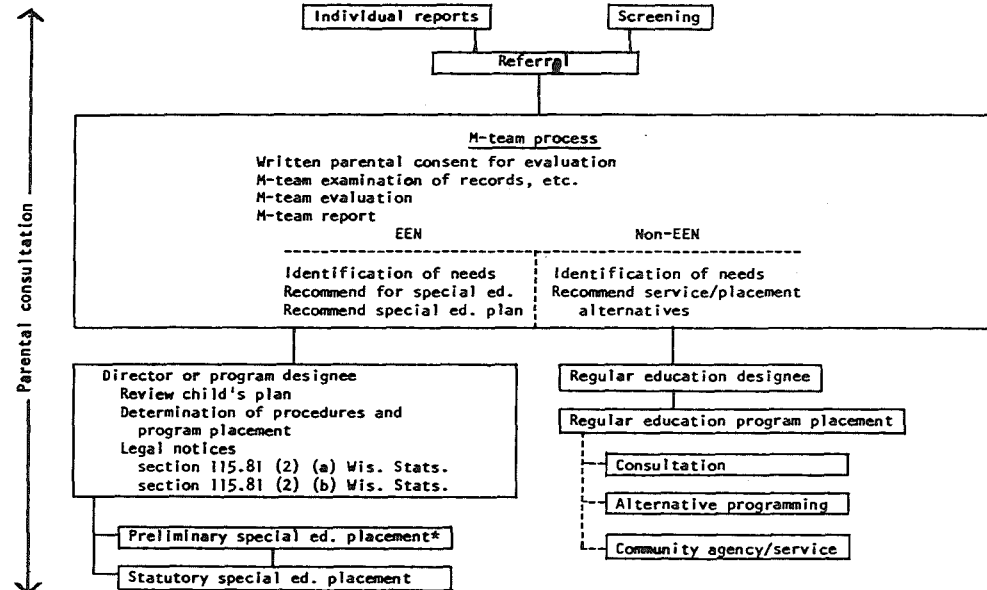 Individual reports
Screening
Referral
Parental consultation
M-team process
Written parental consent for evaluation
M-team examination of records, etc.
M-team evaluation
M-team report
EEN
Non-EEN
Identification of needs
Recommend for special ed.
Recommend special ed. plan
Identification of needs
Recommend service/placement
alternatives
Director or program designee
Review child's plan
Determination of procedures and
program placement
Legal notices
section 115.81 (2) (a) Wis. Stats.
section 115.81 (2) (b) Wis. Stats.
Preliminary special ed. placement*
Statutory special ed. placement
Regular education designee
Regular education program placement
Consultation
Alternative programming
Community agency/service